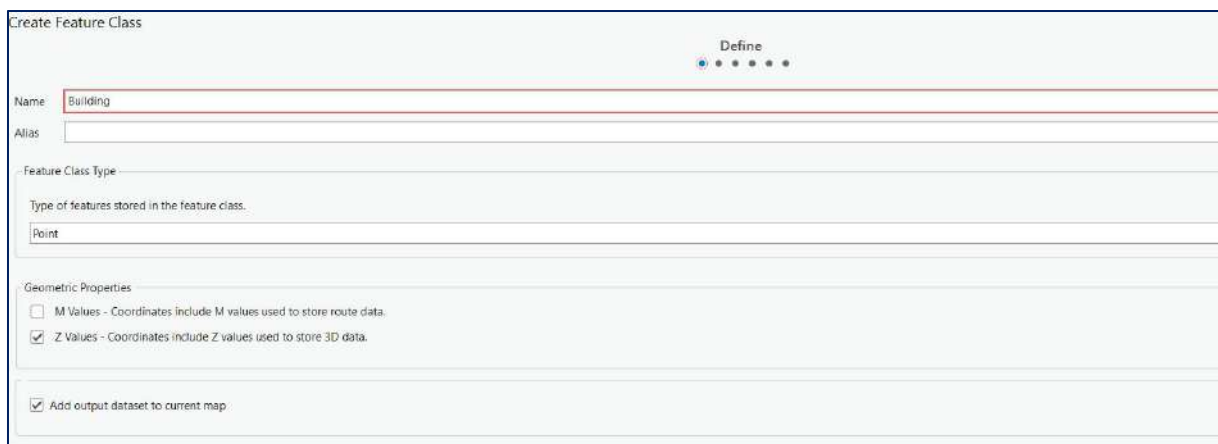 Create Feature Class
Define
Name Building
Alias
Feature Class Type
Type of features stored in the feature class.
Point
Geometric Properties
M Values - Coordinates include M values used to store route data.
Z Values - Coordinates include Z values used to store 3D data.
Add output dataset to current map